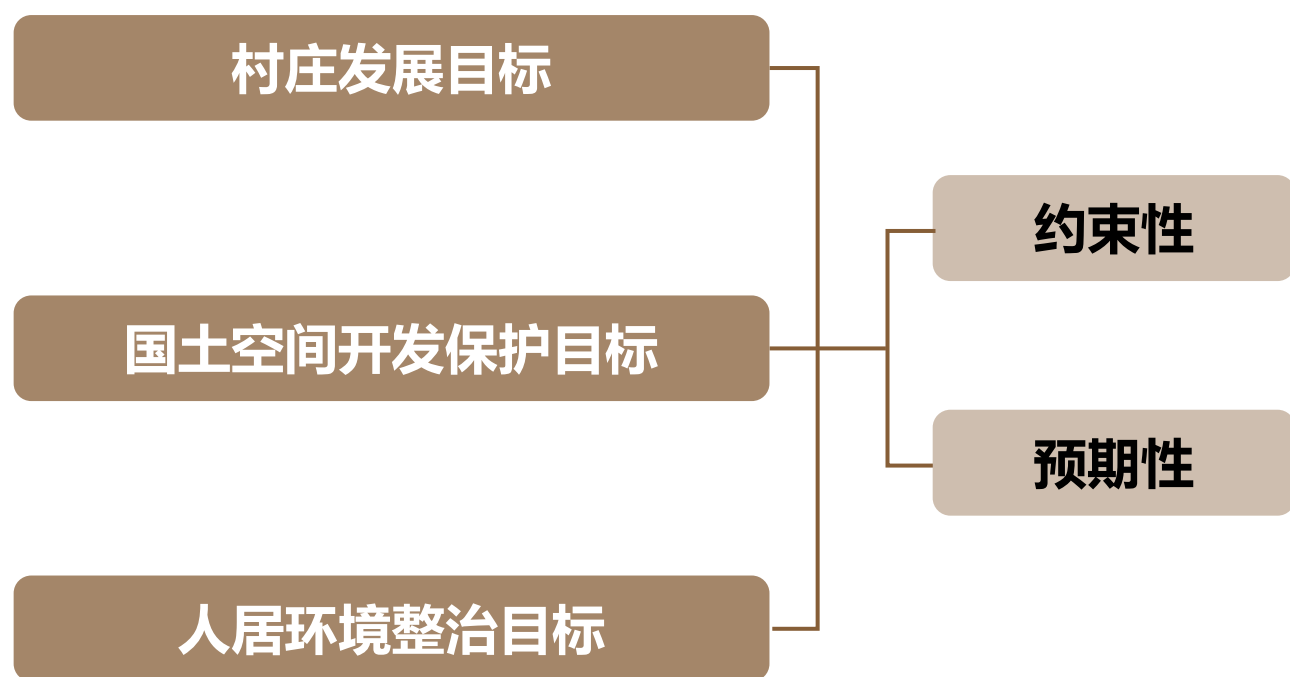 村庄发展目标
国土空间开发保护目标
人居环境整治目标
约束性
预期性